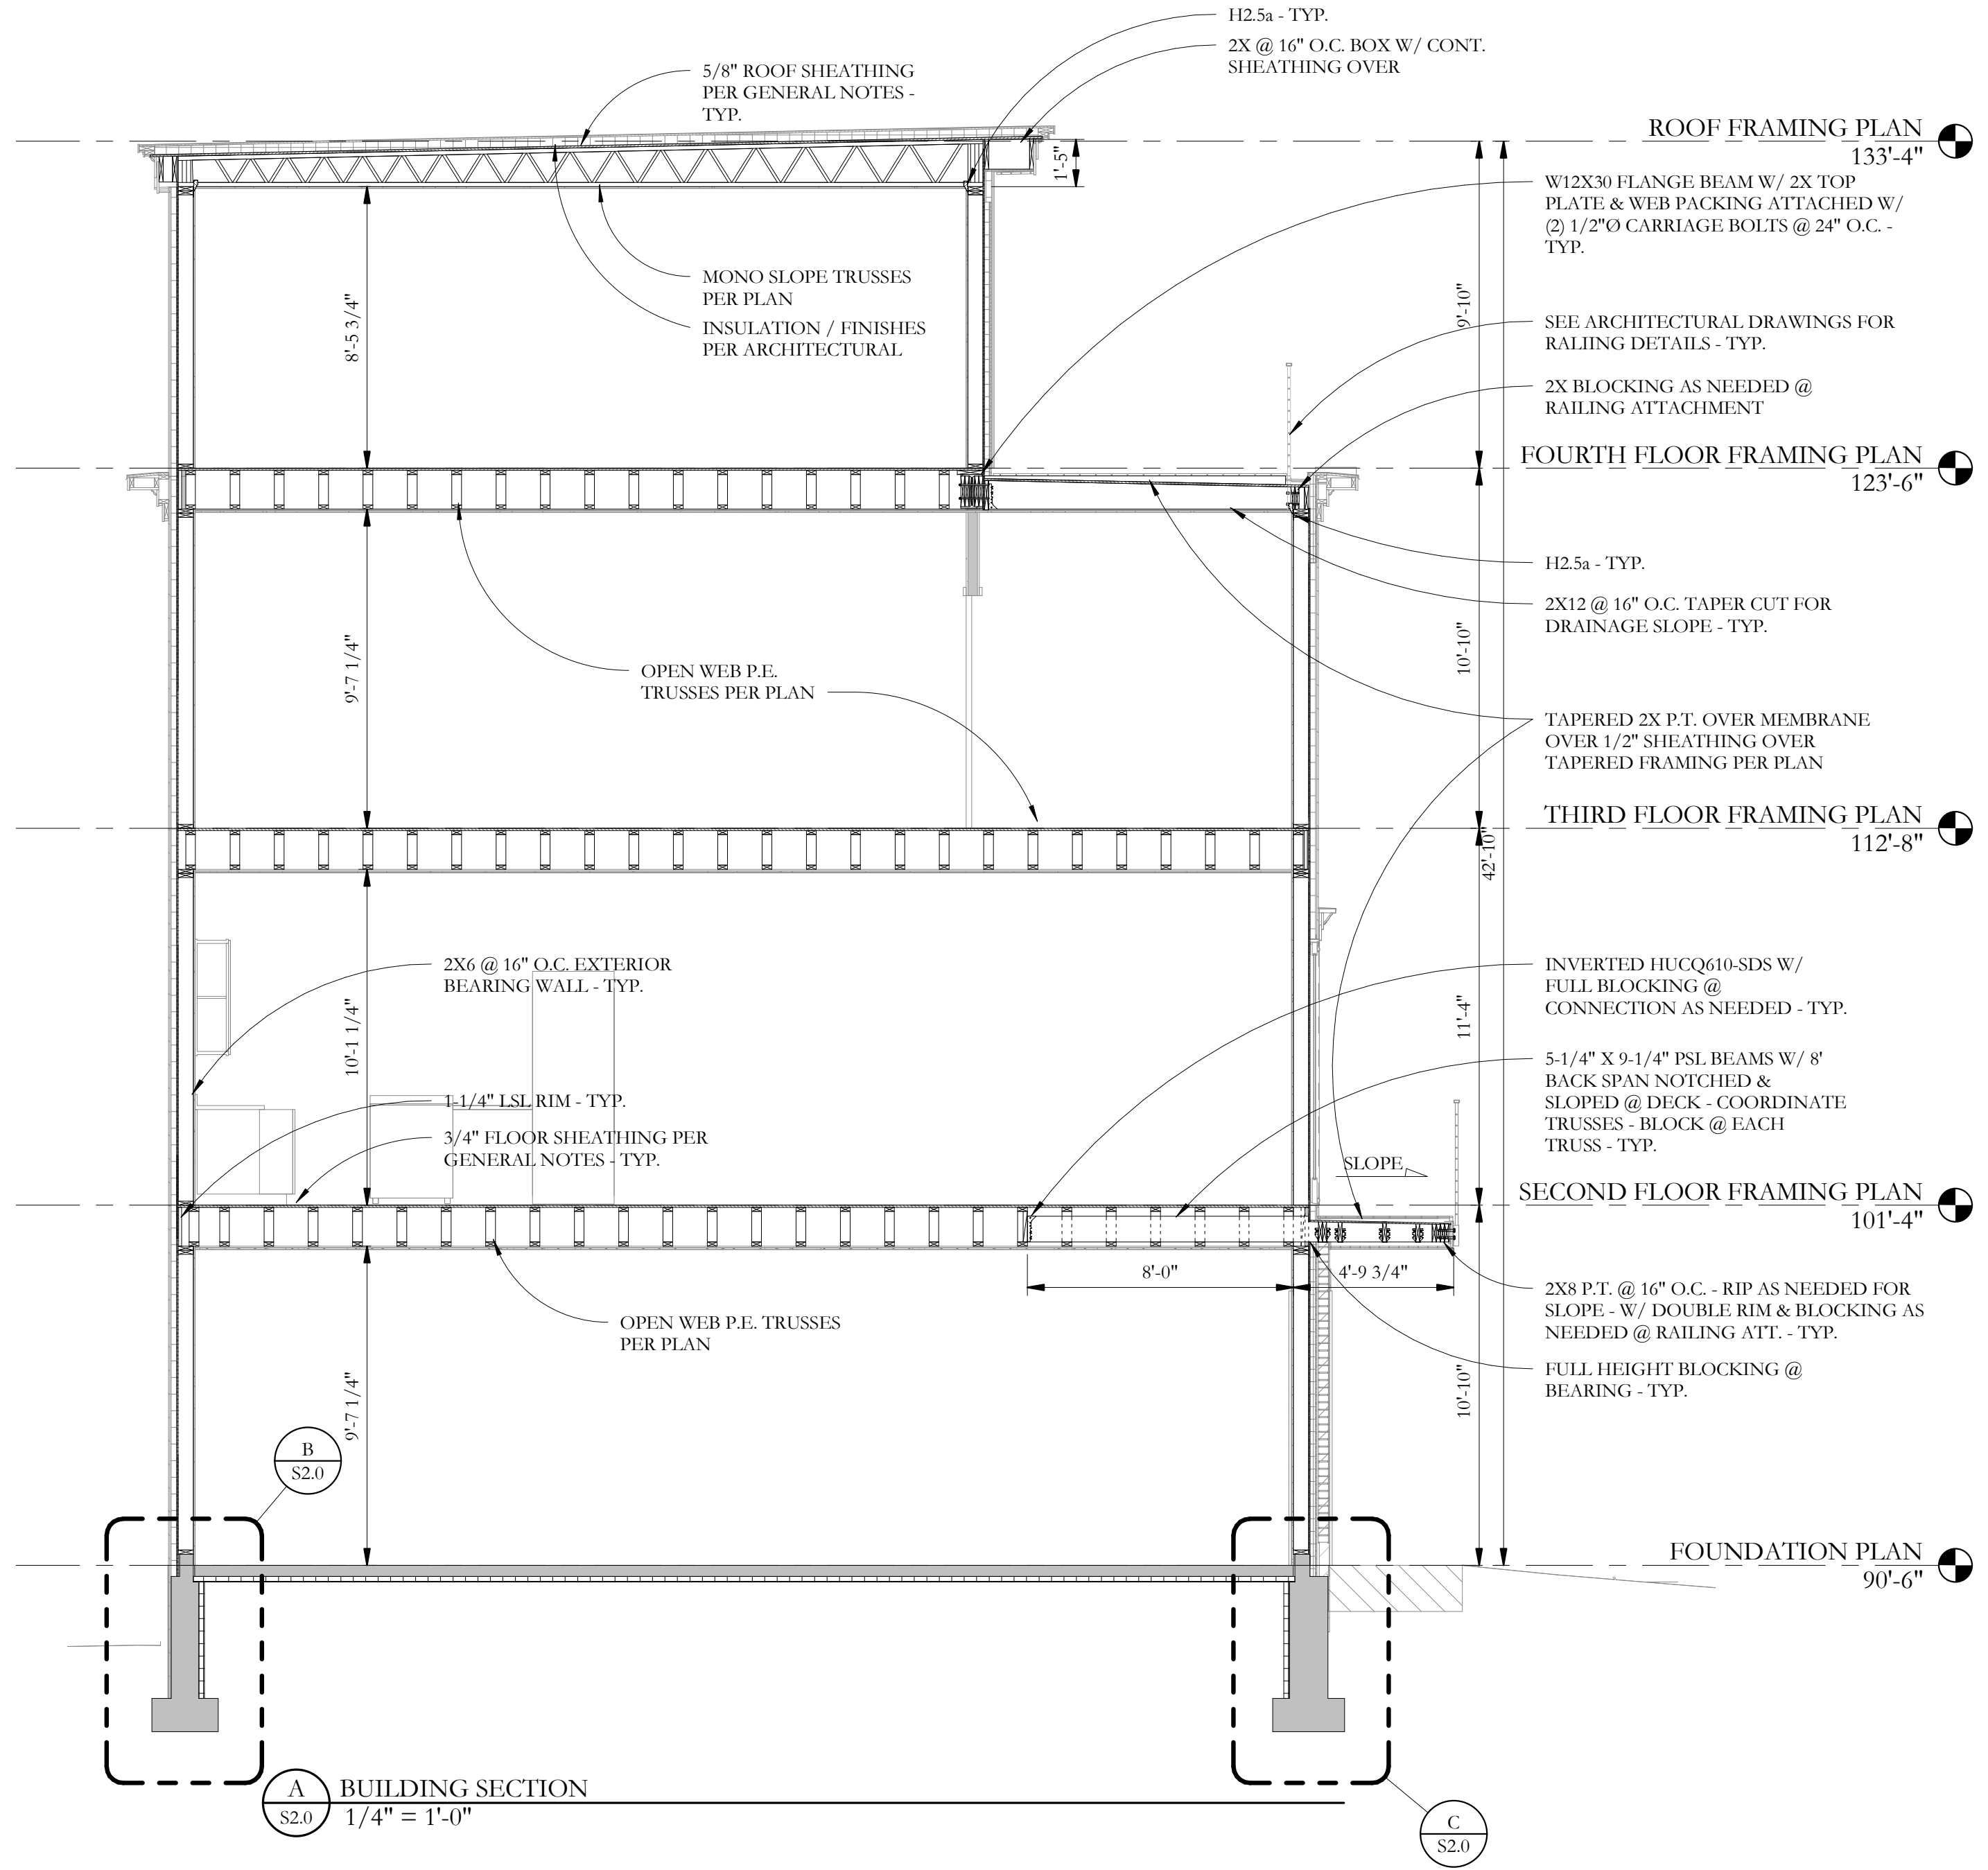 H2.5a - TYP.
2X @ 16" O.C. BOX W/ CONT.
SHEATHING OVER
5/8" ROOF SHEATHING
PER GENERAL NOTES -
TYP.
ROOF FRAMING PLAN
133'-4"
1'-5"
W12X30 FLANGE BEAM W/ 2X TOP
PLATE & WEB PACKING ATTACHED W/
(2) 1/2"Ø CARRIAGE BOLTS @ 24" O.C. -
TYP.
MONO SLOPE TRUSSES
PER PLAN
INSULATION / FINISHES
PER ARCHITECTURAL
8'-5 3/4"
9'-10"
SEE ARCHITECTURAL DRAWINGS FOR
RALIING DETAILS - TYP.
2X BLOCKING AS NEEDED @
RAILING ATTACHMENT
FOURTH FLOOR FRAMING PLAN
123'-6"
H2.5a - TYP.
2X12 @ 16" O.C. TAPER CUT FOR
DRAINAGE SLOPE - TYP.
9'-7 1/4"
OPEN WEB P.E.
TRUSSES PER PLAN
10'-10"
TAPERED 2X P.T. OVER MEMBRANE
OVER 1/2" SHEATHING OVER
TAPERED FRAMING PER PLAN
THIRD FLOOR FRAMING PLAN
112'-8"
42'-10"
2X6 @ 16" O.C. EXTERIOR
BEARING WALL - TYP.
10'-1 1/4"
11'-4"
INVERTED HUCQ610-SDS W/
FULL BLOCKING @
CONNECTION AS NEEDED - TYP.
5-1/4" X 9-1/4" PSL BEAMS W/ 8'
BACK SPAN NOTCHED &
SLOPED @ DECK - COORDINATE
TRUSSES - BLOCK @ EACH
TRUSS - TYP.
1-1/4" LSL RIM - TYP.
3/4" FLOOR SHEATHING PER
GENERAL NOTES - TYP.
SLOPE
SECOND FLOOR FRAMING PLAN
101'-4"
8'-0"
4'-9 3/4"
2X8 P.T. @ 16" O.C. - RIP AS NEEDED FOR
SLOPE - W/ DOUBLE RIM & BLOCKING AS
NEEDED @ RAILING ATT. - TYP.
OPEN WEB P.E. TRUSSES
PER PLAN
FULL HEIGHT BLOCKING @
BEARING - TYP.
9'-7 1/4"
10'-10"
B
S2.0
FOUNDATION PLAN
90'-6"
A
S2.0
BUILDING SECTION
1/4" = 1'-0"
C
S2.0